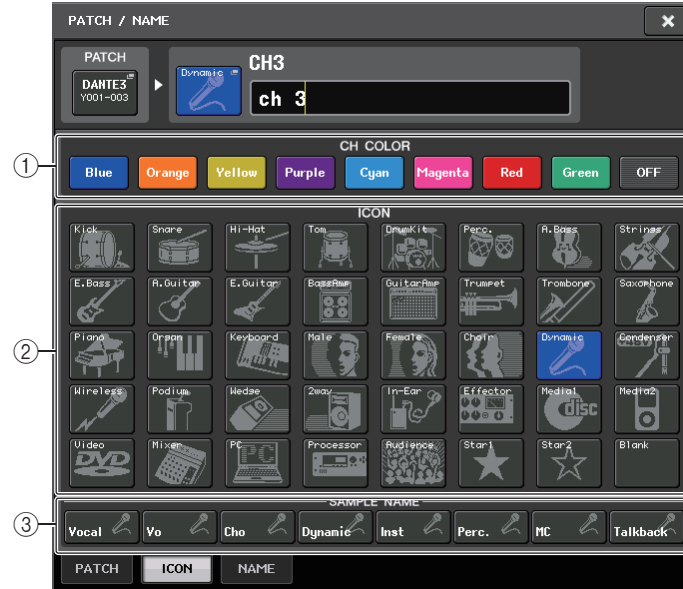 PATCH / NAME
PATCH
DANTE3
Y001-003
Dynamic
CH3
ch 3
① CH COLOR
Blue Orange Yellow Purple Cyan Magenta Red Green OFF
② ICON
Kick Snare Hi-Hat Tom DrumKit Perc. A.Bass Strings
E.Bass A.Guitar E.Guitar BassAmp GuitarAmp Trumpet Trombone Saxophone
Piano Organ Keyboard Male Female Choir Dynamic Condenser
Wireless Podium Wedge 2way In-Ear Effector Media1 Media2
disc
Video Mixer PC Processor Audience Star1 Star2 Blank
DVD PC
③ SAMPLE NAME
Vocal Vo Cho Dynamic Inst Perc. MC Talkback
PATCH ICON NAME